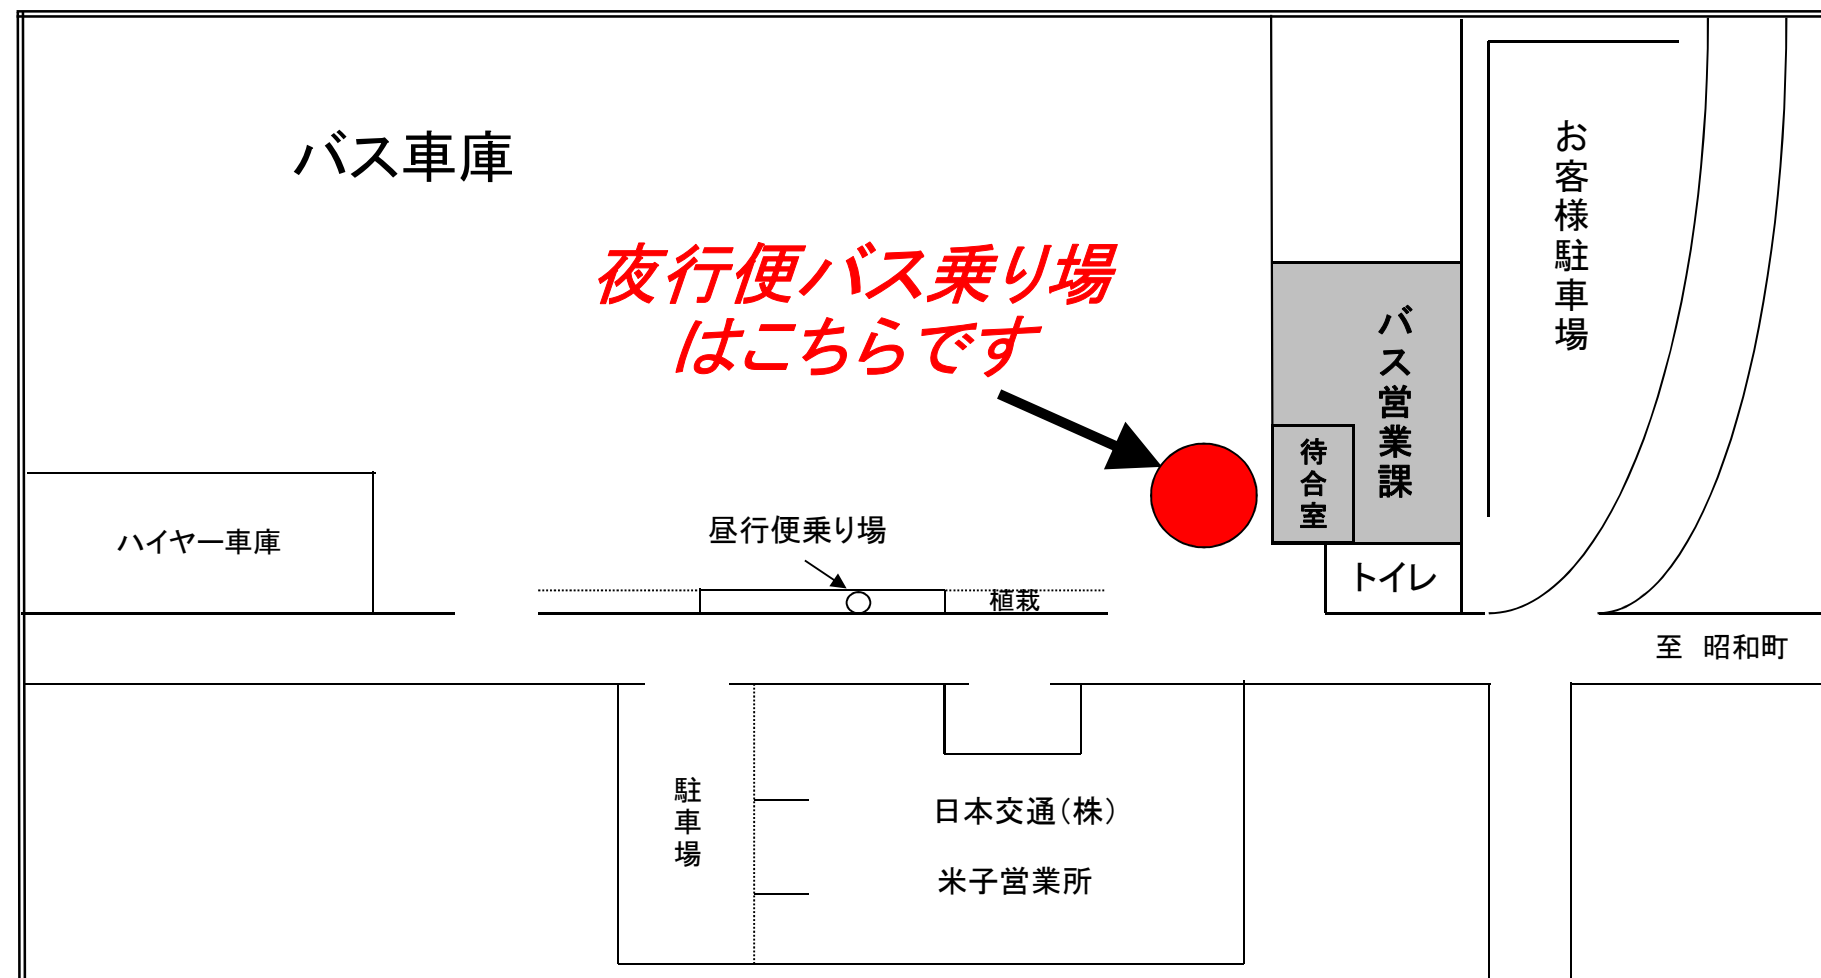 バス車庫
お客様駐車場
夜行便バス乗り場
はこちらです
バス営業課
待合室
昼行便乗り場
ハイヤー車庫
トイレ
植栽
至 昭和町
駐車場
日本交通(株)
米子営業所